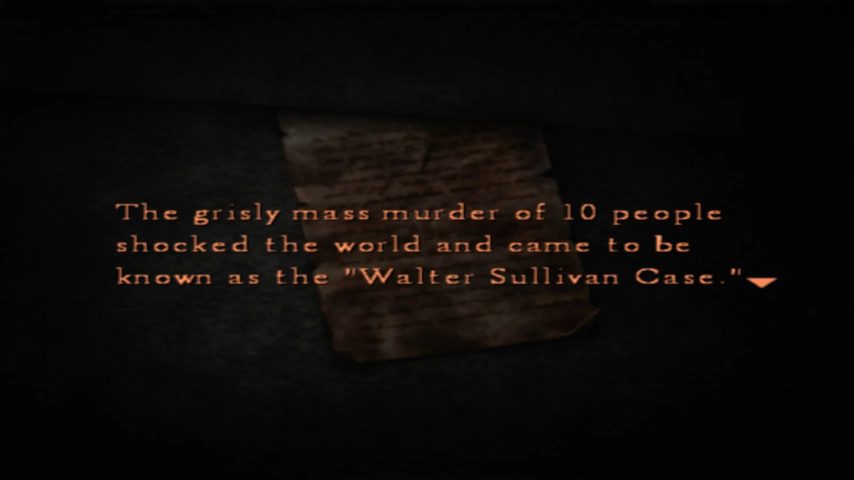 The grisly mass murder of 10 people
shocked the world and came to be
known as the "Walter Sullivan Case."